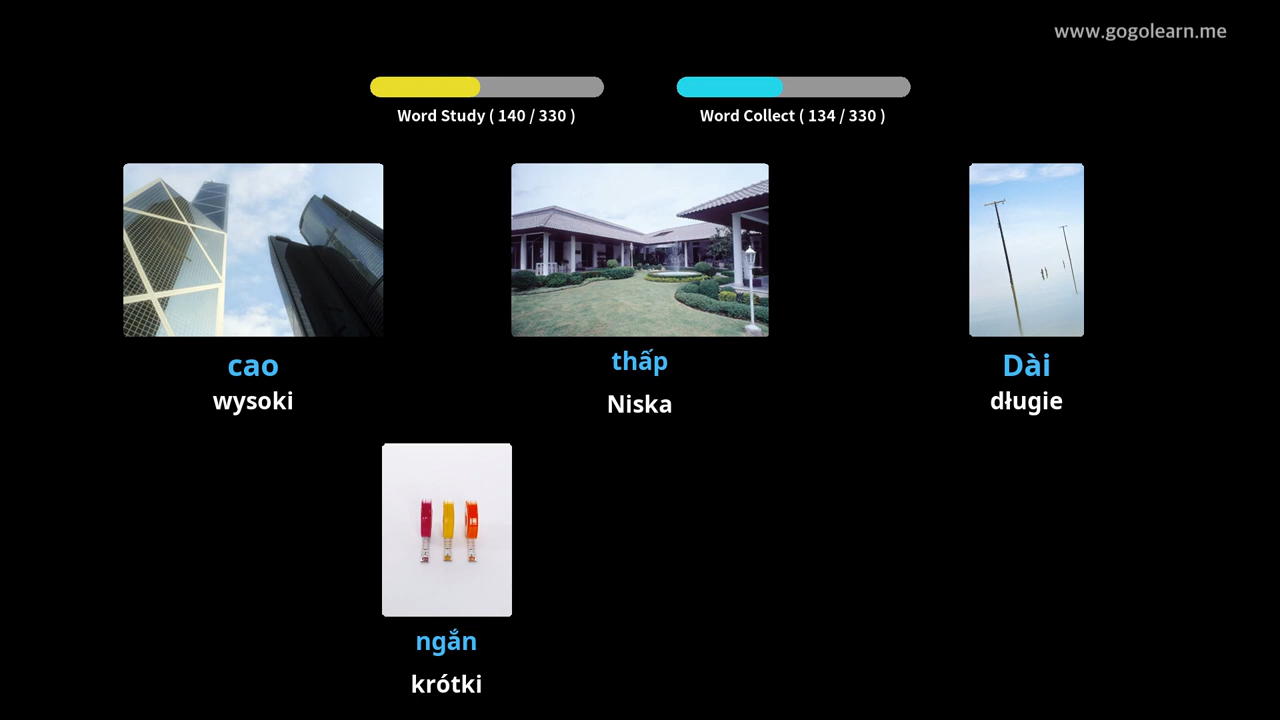 www.gogolearn.me
Word Study ( 140 / 330 )
Word Collect ( 134 / 330 )
cao
wysoki
thấp
Niska
Dài
długie
ngắn
krótki